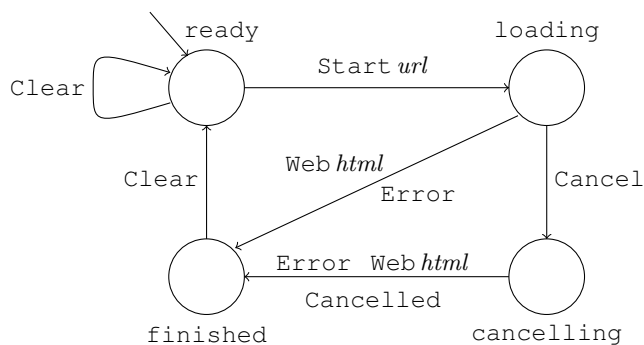 ready
loading
Start url
Clear
Web html
Error
Clear
Cancel
Error Web html
Cancelled
finished
cancelling